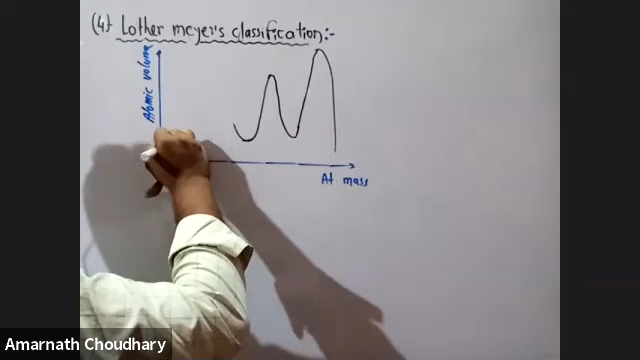 (4) Lother meyer's classification:-
Atomic volume
At mass
Amarnath Choudhary